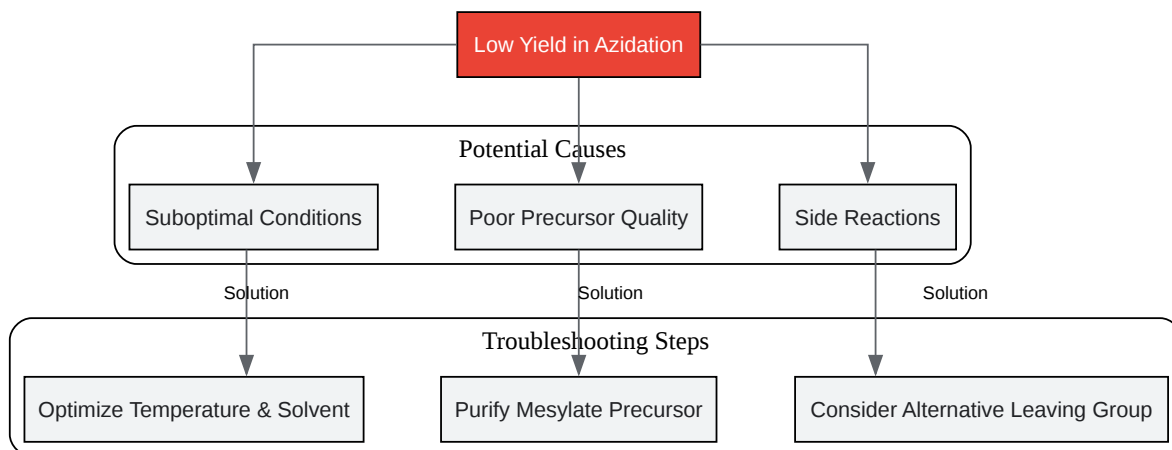 Low Yield in Azidation
Potential Causes
Suboptimal Conditions
Poor Precursor Quality
Side Reactions
Solution
Solution
Solution
Troubleshooting Steps
Optimize Temperature & Solvent
Purify Mesylate Precursor
Consider Alternative Leaving Group